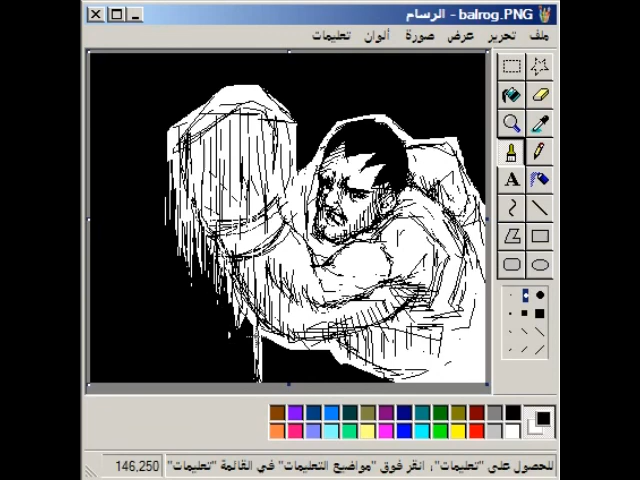 balrog.PNG - الرسام
ملف تحرير عرض صورة ألوان تعليمات
A
للحصول على "تعليمات"، انقر فوق "مواضيع التعليمات" في القائمة "تعليمات"
146,250